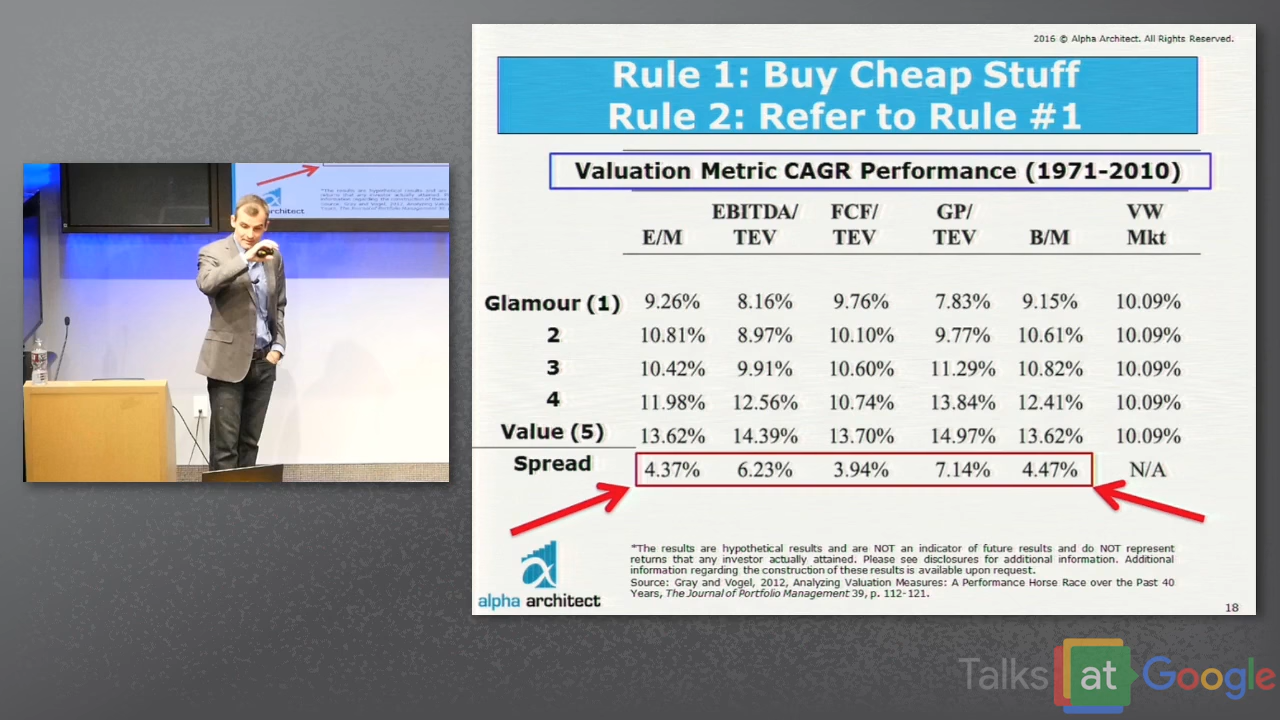 2016 © Alpha Architect. All Rights Reserved.
Rule 1: Buy Cheap Stuff
Rule 2: Refer to Rule #1
Valuation Metric CAGR Performance (1971-2010)
EBITDA/ FCF/ GP/ VW
E/M TEV TEV TEV B/M Mkt
Glamour (1) 9.26% 8.16% 9.76% 7.83% 9.15% 10.09%
2 10.81% 8.97% 10.10% 9.77% 10.61% 10.09%
3 10.42% 9.91% 10.60% 11.29% 10.82% 10.09%
4 11.98% 12.56% 10.74% 13.84% 12.41% 10.09%
Value (5) 13.62% 14.39% 13.70% 14.97% 13.62% 10.09%
Spread 4.37% 6.23% 3.94% 7.14% 4.47% N/A
*The results are hypothetical results and are NOT an indicator of future results and do NOT represent
returns that any investor actually attained. Please see disclosures for additional information. Additional
information regarding the construction of these results is available upon request.
Source: Gray and Vogel, 2012, Analyzing Valuation Measures: A Performance Horse Race over the Past 40
Years, The Journal of Portfolio Management 39, p. 112-121.
alpha architect
18
Talks at Google